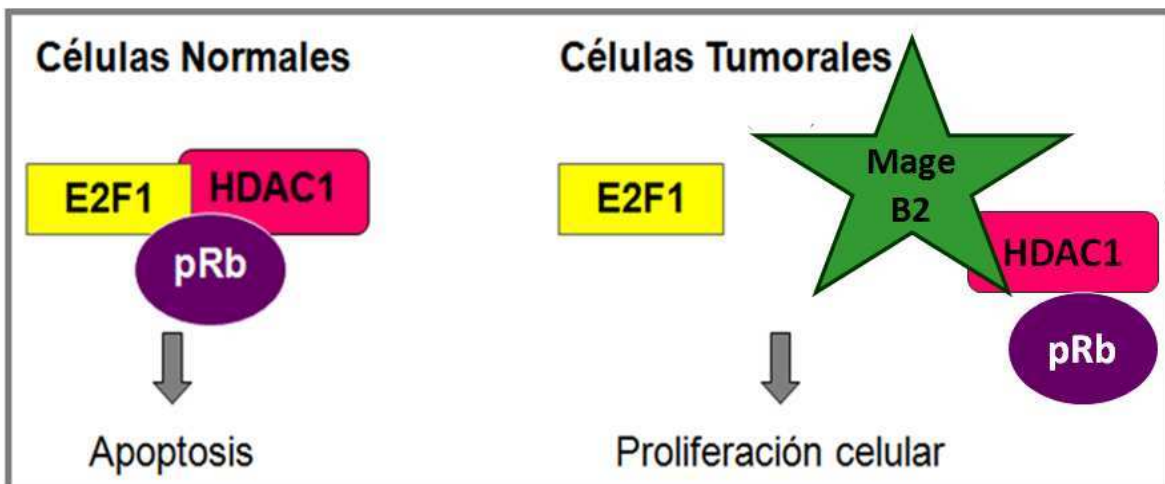 Células Normales
E2F1
HDAC1
pRb
Apoptosis
Células Tumorales
E2F1
Mage
B2
HDAC1
pRb
Proliferación celular